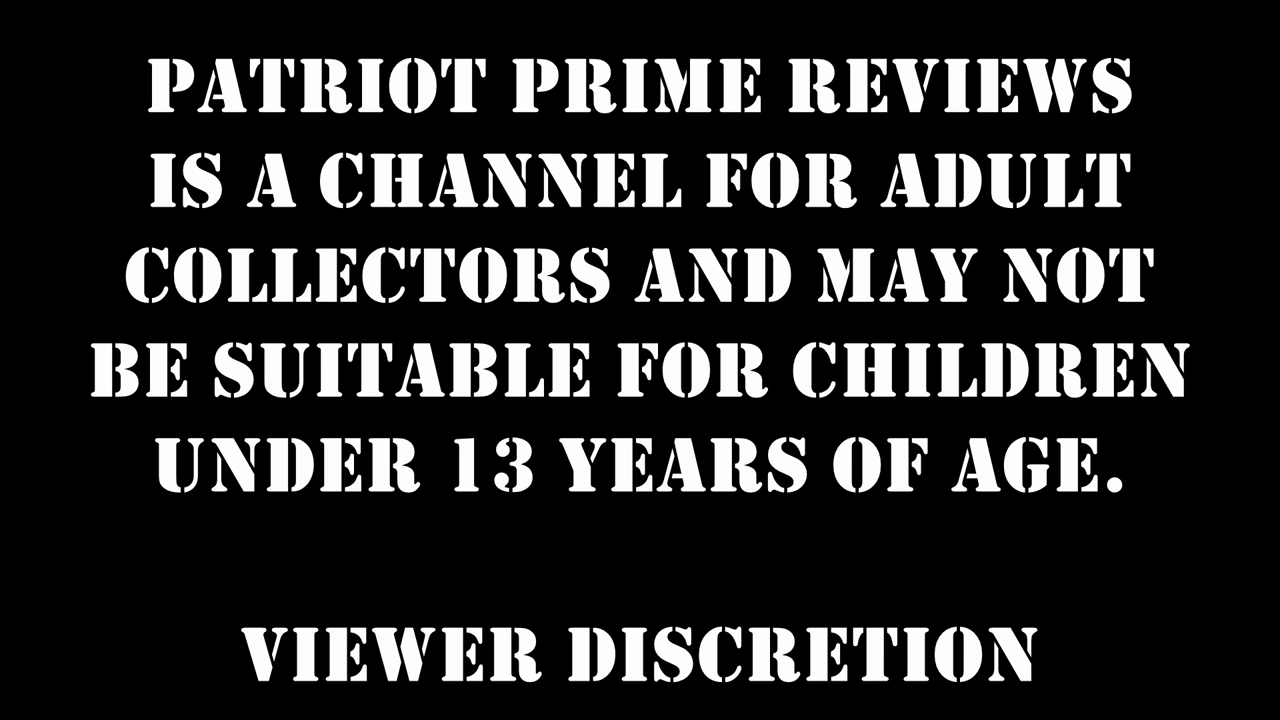 PATRIOT PRIME REVIEWS
IS A CHANNEL FOR ADULT
COLLECTORS AND MAY NOT
BE SUITABLE FOR CHILDREN
UNDER 13 YEARS OF AGE.
VIEWER DISCRETION